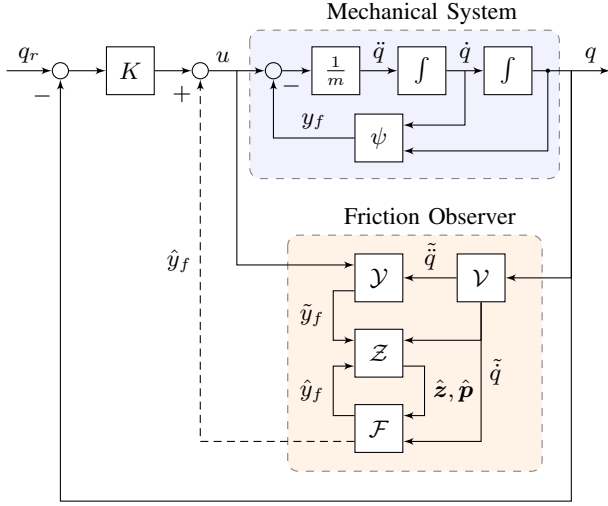 Mechanical System
q_r
K
u
1/m
q̈
∫
q̇
∫
q
−
+
−
y_f
ψ
Friction Observer
ŷ_f
𝒴
q̈̃
𝒱
ỹ_f
𝒵
q̇̃
ŷ_f
ẑ, p̂
ℱ